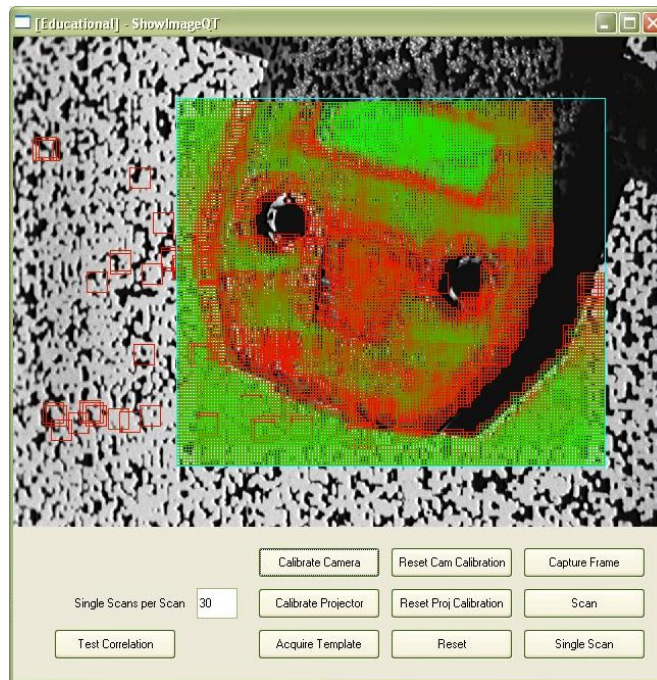 [Educational] - ShowImageQT
Calibrate Camera Reset Cam Calibration Capture Frame
Single Scans per Scan 30 Calibrate Projector Reset Proj Calibration Scan
Test Correlation Acquire Template Reset Single Scan